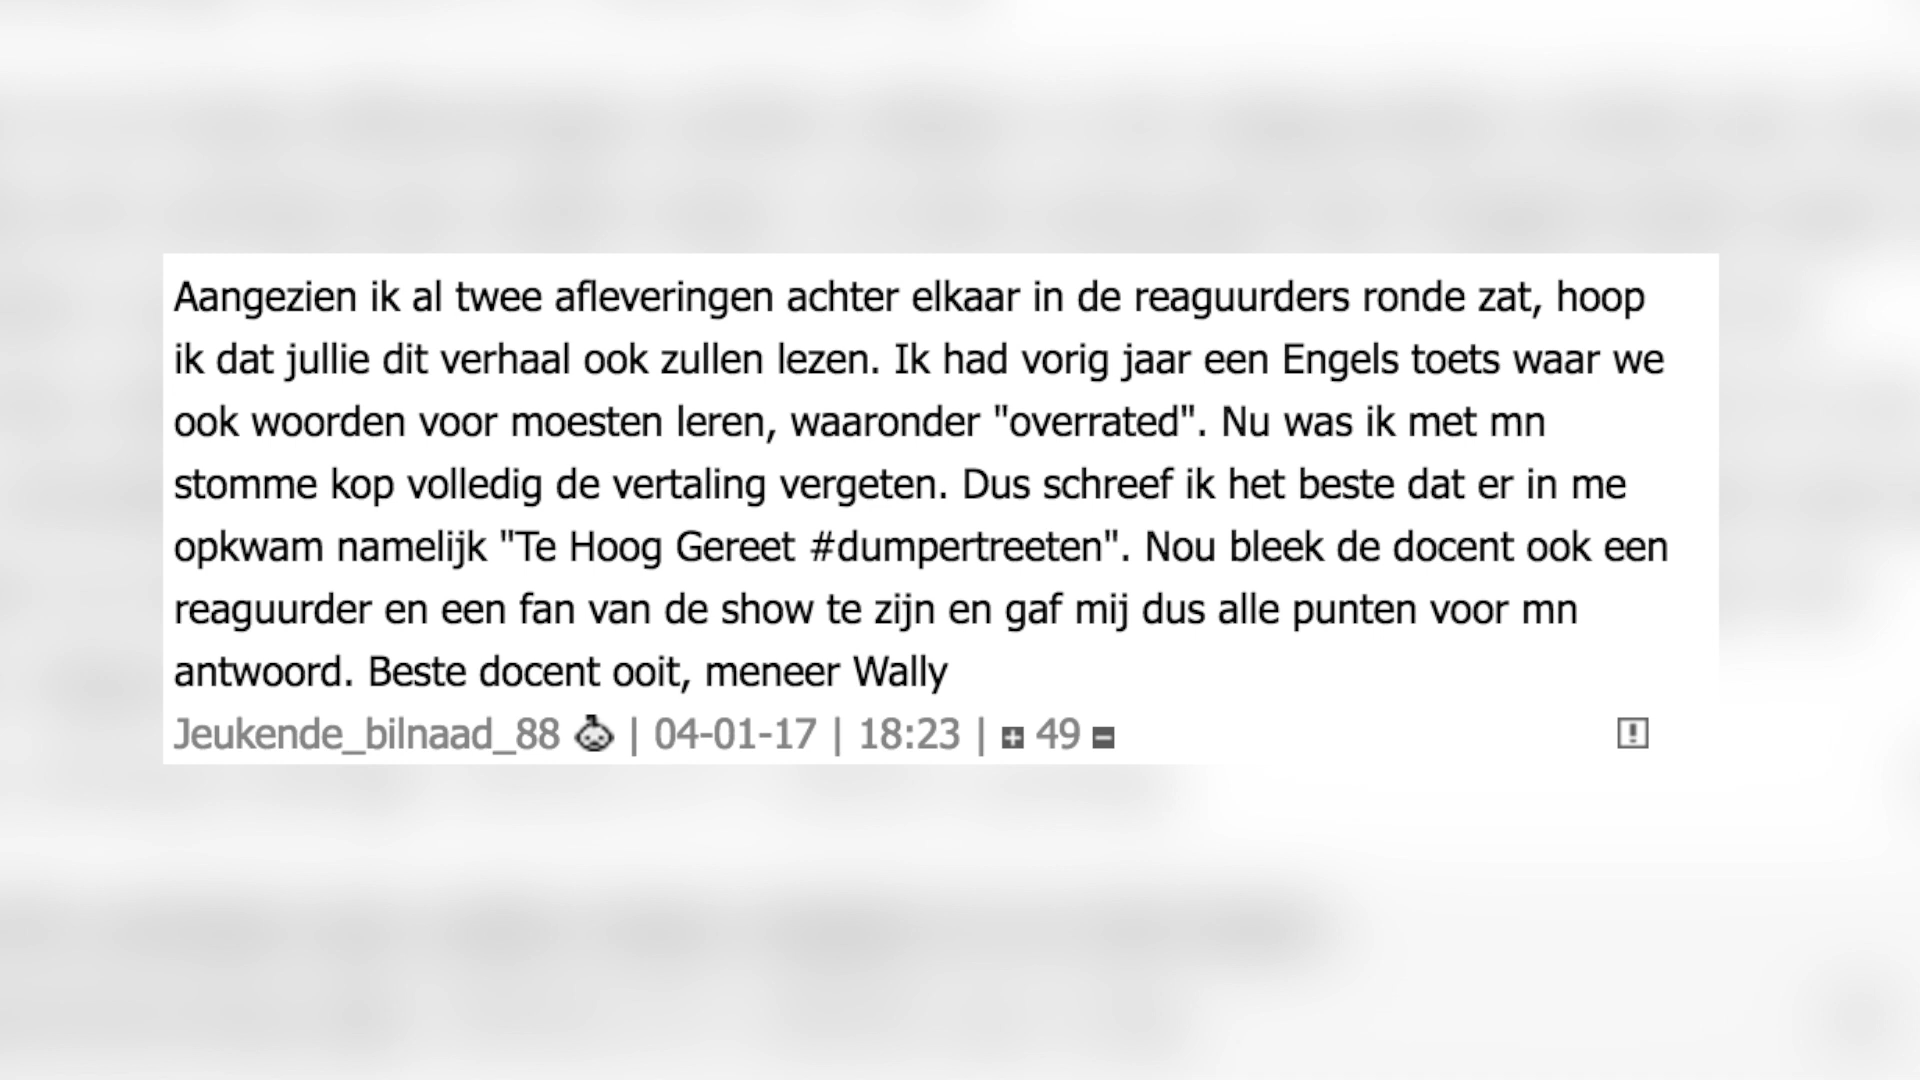 Aangezien ik al twee afleveringen achter elkaar in de reaguurders ronde zat, hoop
ik dat jullie dit verhaal ook zullen lezen. Ik had vorig jaar een Engels toets waar we
ook woorden voor moesten leren, waaronder "overrated". Nu was ik met mn
stomme kop volledig de vertaling vergeten. Dus schreef ik het beste dat er in me
opkwam namelijk "Te Hoog Gereet #dumpertreeten". Nou bleek de docent ook een
reaguurder en een fan van de show te zijn en gaf mij dus alle punten voor mn
antwoord. Beste docent ooit, meneer Wally
Jeukende_bilnaad_88 | 04-01-17 | 18:23 | + 49 -